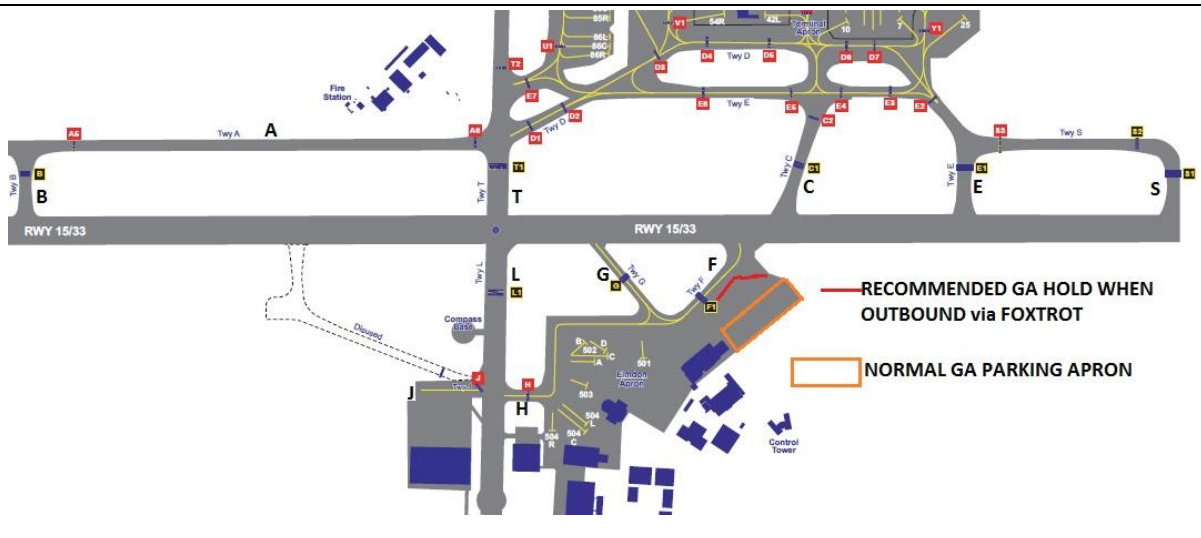 85R
54R
42L
V1
Terminal
Apron
10
7
25
Y1
86L
86C
86R
U1
D3
D4
D5
D6
D7
Twy D
T2
E7
Fire
Station
E6
Twy E
E5
E4
E3
E2
D2
D1
Twy D
C2
A5
Twy A
A
A6
S3
Twy S
S2
Twy B
B
B
T1
Twy T
T
Twy C
C1
C
Twy E
E1
E
S1
S
RWY 15/33
RWY 15/33
Twy L
L
L1
G
Twy G
G
F
Twy F
F1
RECOMMENDED GA HOLD WHEN
OUTBOUND via FOXTROT
Disused
Compass
Base
B
D
502
C
A
501
Elmdon
Apron
NORMAL GA PARKING APRON
J
J
H
H
503
504
L
504
R
504
C
Control
Tower